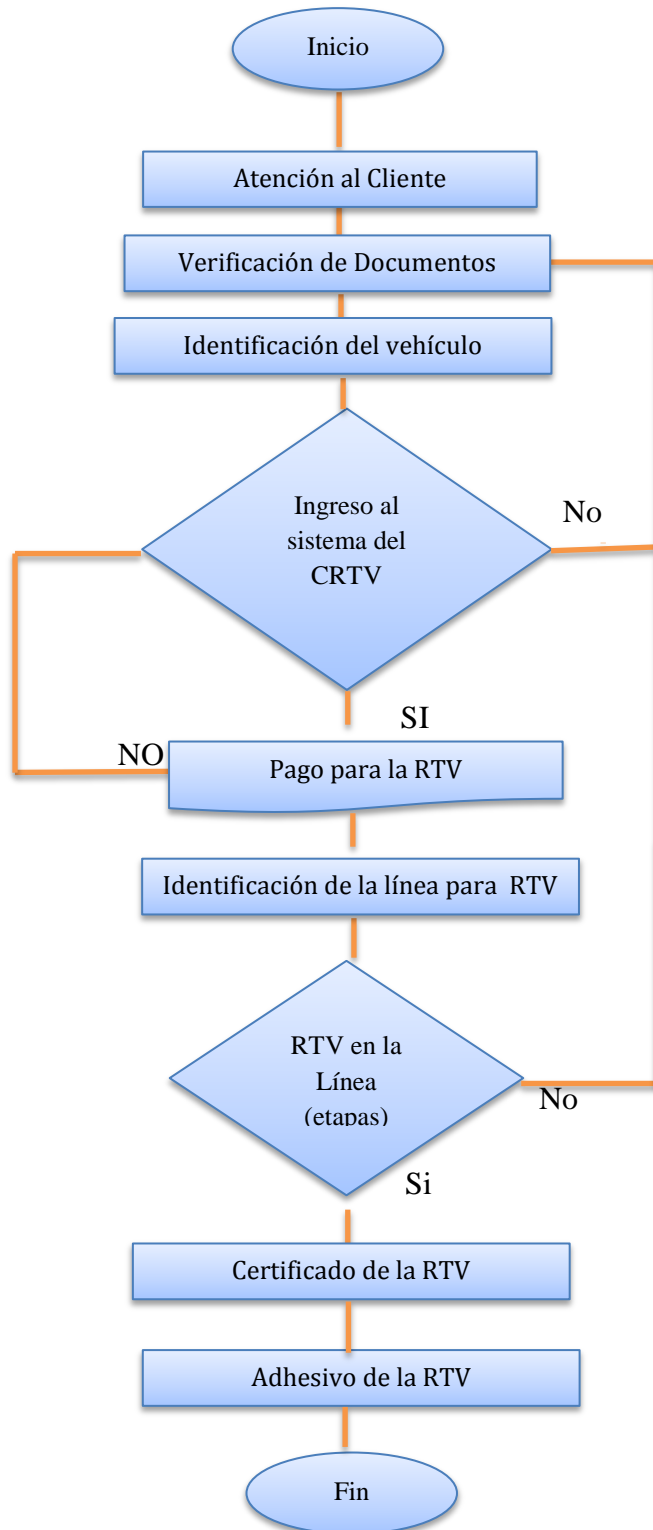 Inicio
Atención al Cliente
Verificación de Documentos
Identificación del vehículo
Ingreso al
sistema del
CRTV
No
SI
NO
Pago para la RTV
Identificación de la línea para RTV
RTV en la
Línea
(etapas)
No
Si
Certificado de la RTV
Adhesivo de la RTV
Fin